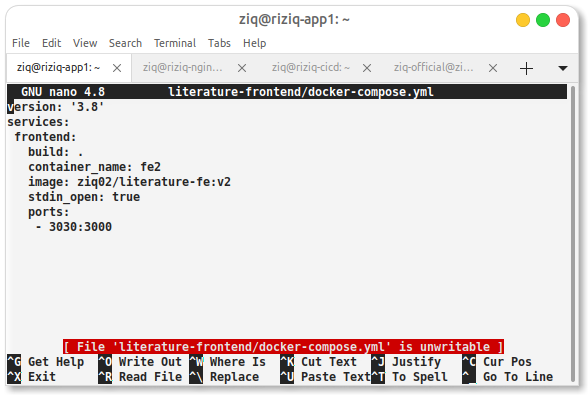 ziq@riziq-app1: ~
File Edit View Search Terminal Tabs Help
ziq@riziq-app1: ~ × ziq@riziq-ngin... × ziq@riziq-cicd: ~ × ziq-official@zi... ×
GNU nano 4.8 literature-frontend/docker-compose.yml
version: '3.8'
services:
 frontend:
   build: .
   container_name: fe2
   image: ziq02/literature-fe:v2
   stdin_open: true
   ports:
    - 3030:3000
[ File 'literature-frontend/docker-compose.yml' is unwritable ]
^G Get Help ^O Write Out ^W Where Is ^K Cut Text ^J Justify ^C Cur Pos
^X Exit ^R Read File ^\ Replace ^U Paste Text ^T To Spell ^_ Go To Line